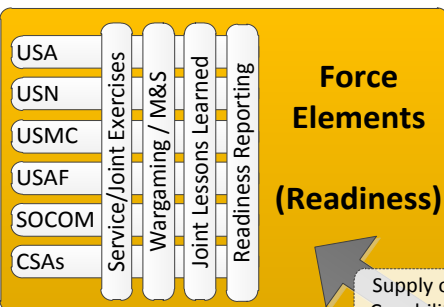 USA
USN
USMC
USAF
SOCOM
CSAs
Service/Joint Exercises
Wargaming / M&S
Joint Lessons Learned
Readiness Reporting
Force
Elements
(Readiness)
Supply